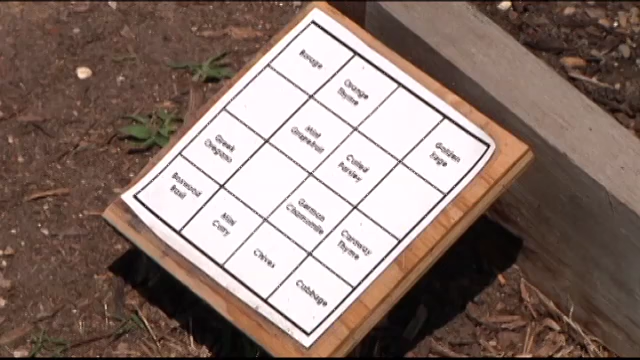 Borage
Orange
Thyme
Golden
Sage
Mint
Grapefruit
Curled
Parsley
Greek
Oregano
German
Chamomile
Caraway
Thyme
Boxwood
Basil
Mini
Curry
Chives
Cabbage